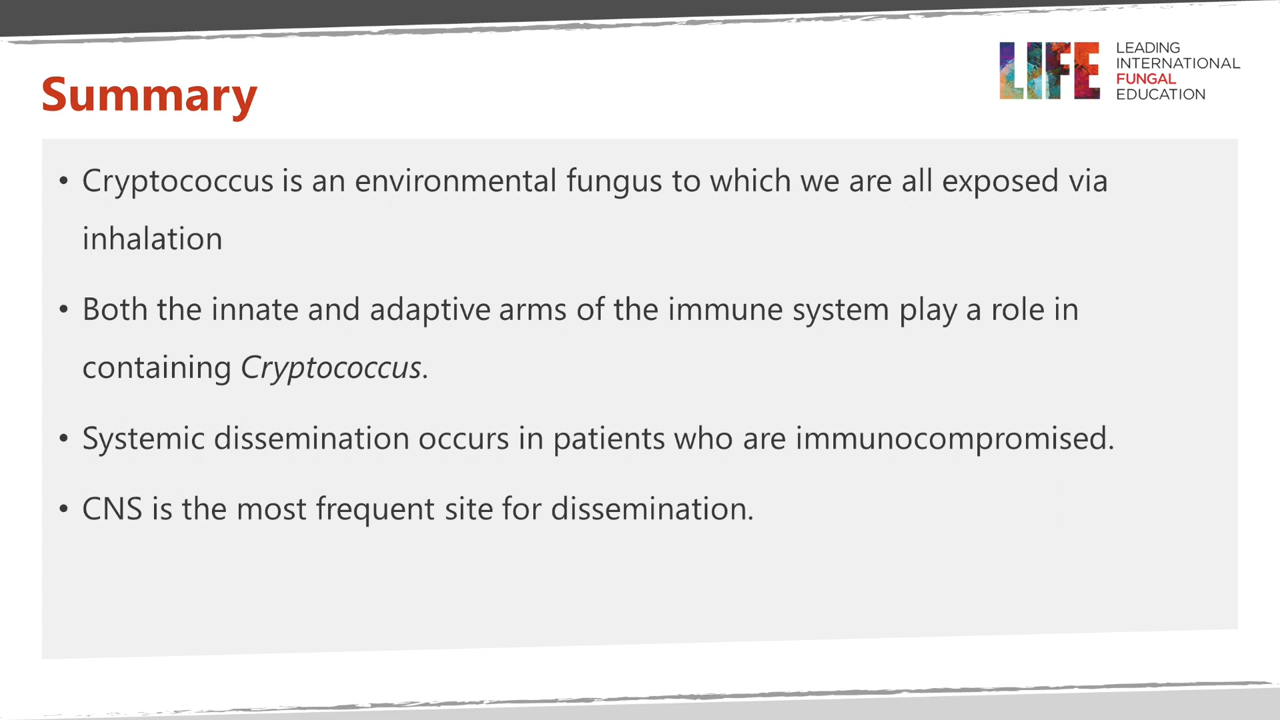 LIFE
LEADING
INTERNATIONAL
FUNGAL
EDUCATION
Summary
• Cryptococcus is an environmental fungus to which we are all exposed via
inhalation
• Both the innate and adaptive arms of the immune system play a role in
containing Cryptococcus.
• Systemic dissemination occurs in patients who are immunocompromised.
• CNS is the most frequent site for dissemination.